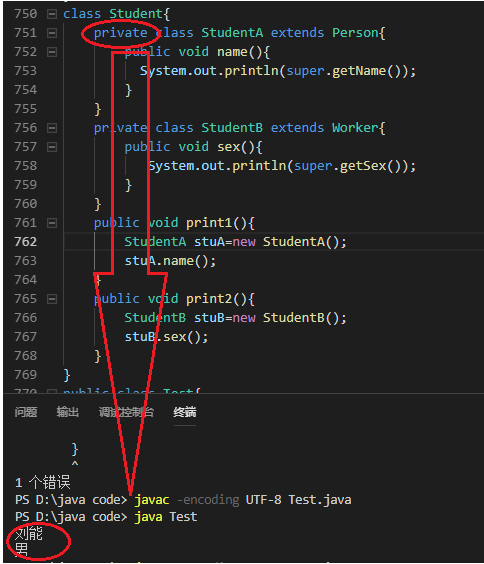 750 class Student{
751 private class StudentA extends Person{
752 public void name(){
753 System.out.println(super.getName());
754 }
755 }
756 private class StudentB extends Worker{
757 public void sex(){
758 System.out.println(super.getSex());
759 }
760 }
761 public void print1(){
762 StudentA stuA=new StudentA();
763 stuA.name();
764 }
765 public void print2(){
766 StudentB stuB=new StudentB();
767 stuB.sex();
768 }
769 }
770 public class Test{
问题 输出 调试控制台 终端
}
^
1 个错误
PS D:\java code> javac -encoding UTF-8 Test.java
PS D:\java code> java Test
刘能
男